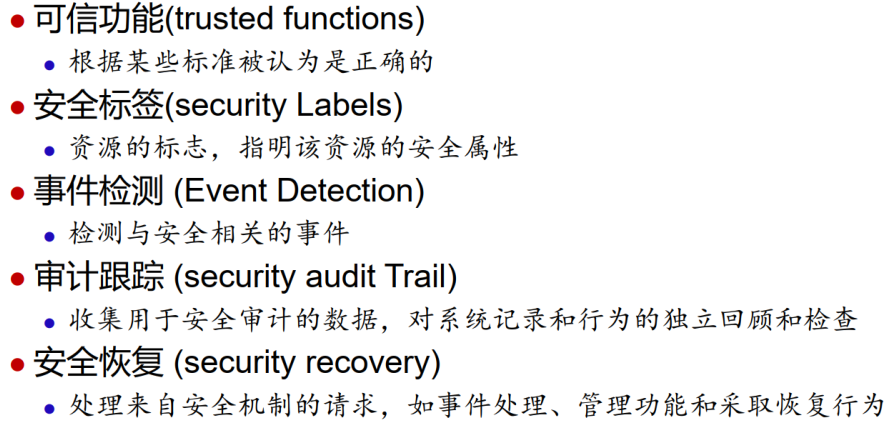 可信功能(trusted functions)
根据某些标准被认为是正确的
安全标签(security Labels)
资源的标志，指明该资源的安全属性
事件检测 (Event Detection)
检测与安全相关的事件
审计跟踪 (security audit Trail)
收集用于安全审计的数据，对系统记录和行为的独立回顾和检查
安全恢复 (security recovery)
处理来自安全机制的请求，如事件处理、管理功能和采取恢复行为